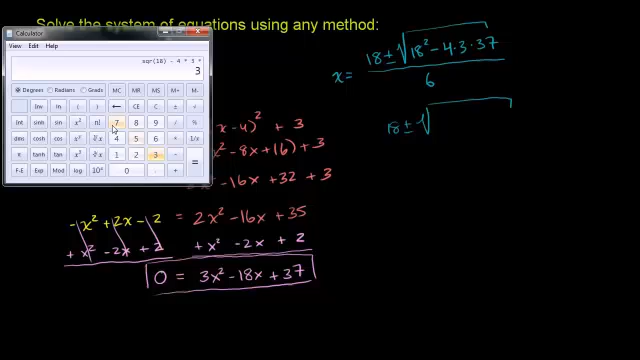 Solve the system of equations using any method:
Calculator
View Edit Help
sqr(18) - 4 * 3 *
3
Degrees Radians Grads MC MR MS M+ M-
Inv ln ( ) ← CE C ± √
Int sinh sin x² n! 7 8 9 / %
dms cosh cos 4 5 6 *
π tanh tan x³ 1 2 3 - =
F-E Exp Mod log 10ˣ 0 . +
x = 18 ± √18² - 4·3·37
6
18 ± √
x - 4)² + 3
x² - 8x + 16) + 3
x² - 16x + 32 + 3
-x² + 2x - 2 = 2x² - 16x + 35
+ x² - 2x + 2 + x² - 2x + 2
0 = 3x² - 18x + 37